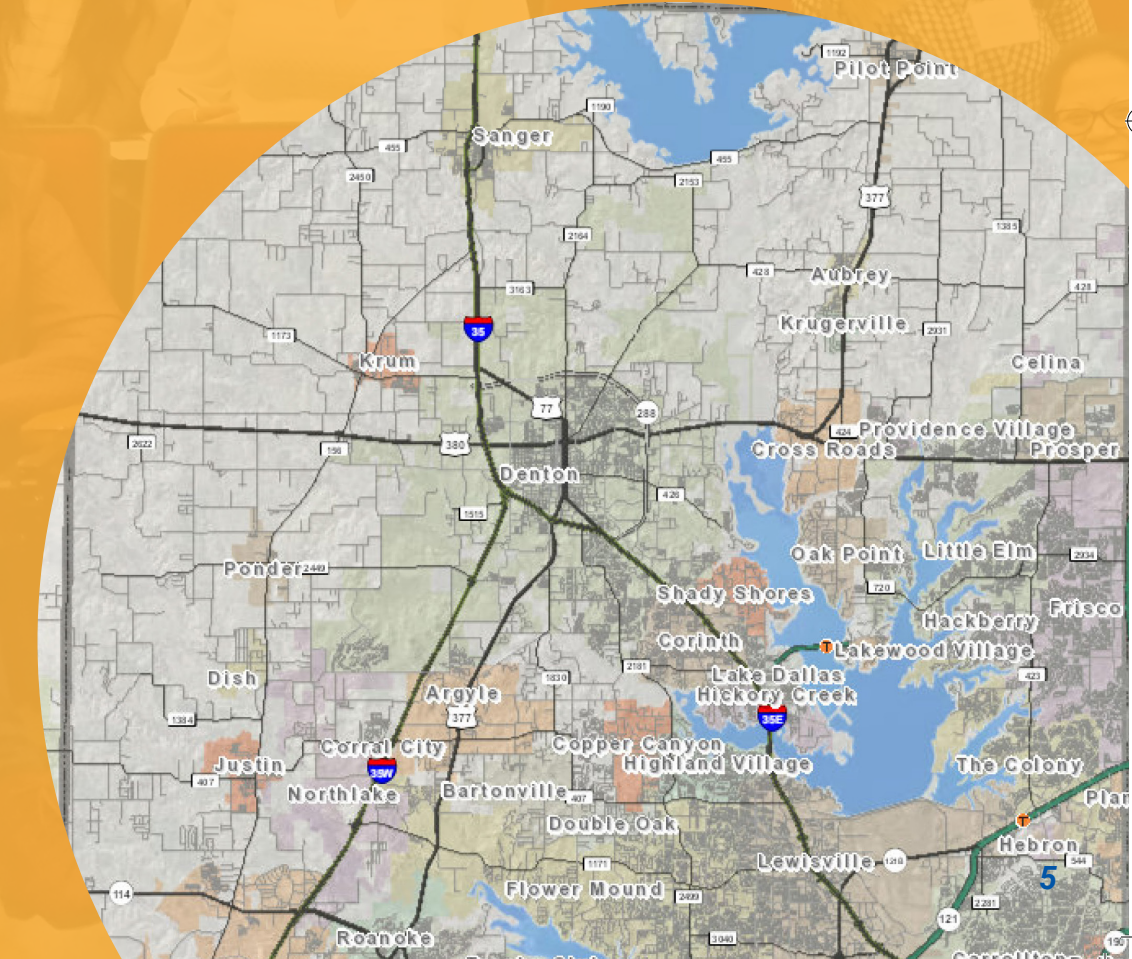 1192
Pilot Point
1190
Sanger
455
455
2450
2153
377
1385
2164
428
Aubrey
428
3163
Krugerville
2931
35
1173
Krum
Celina
77
288
2622
156
380
424
Providence Village
Cross Roads
Prosper
Denton
426
1515
Oak Point
Little Elm
2934
Ponder
2449
720
Shady Shores
Frisco
Hackberry
Corinth
T
Lakewood Village
2181
Dish
1830
Lake Dallas
423
Argyle
Hickory Creek
377
35E
1384
Corral City
Copper Canyon
Justin
35W
Highland Village
The Colony
407
Northlake
Bartonville
407
Plan
Double Oak
T
Hebron
1171
Lewisville
544
5
114
Flower Mound
2499
2281
121
Roanoke
3040
190